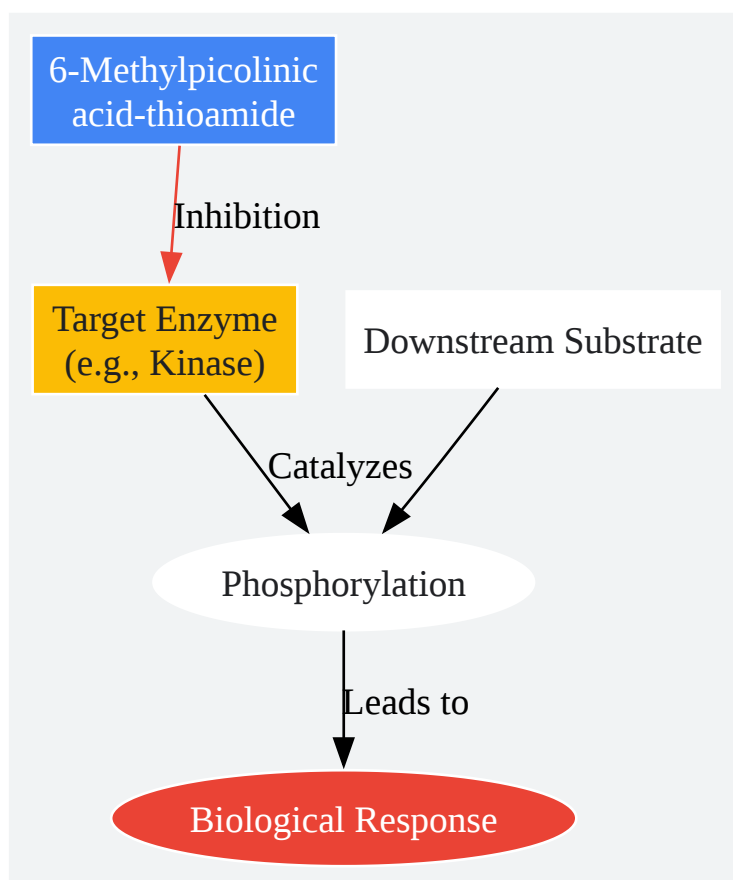 6-Methylpicolinic
acid-thioamide
Inhibition
Target Enzyme
(e.g., Kinase)
Downstream Substrate
Catalyzes
Phosphorylation
Leads to
Biological Response